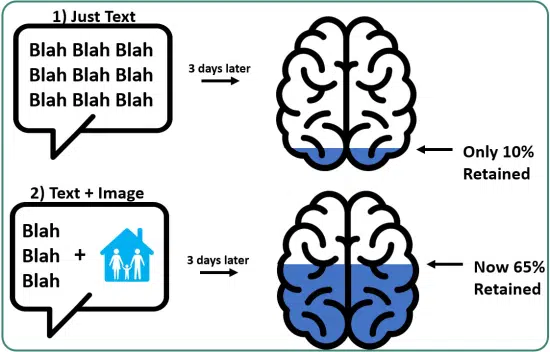 1) Just Text
Blah Blah Blah
Blah Blah Blah
Blah Blah Blah
3 days later
Only 10%
Retained
2) Text + Image
Blah
Blah
Blah
+
3 days later
Now 65%
Retained